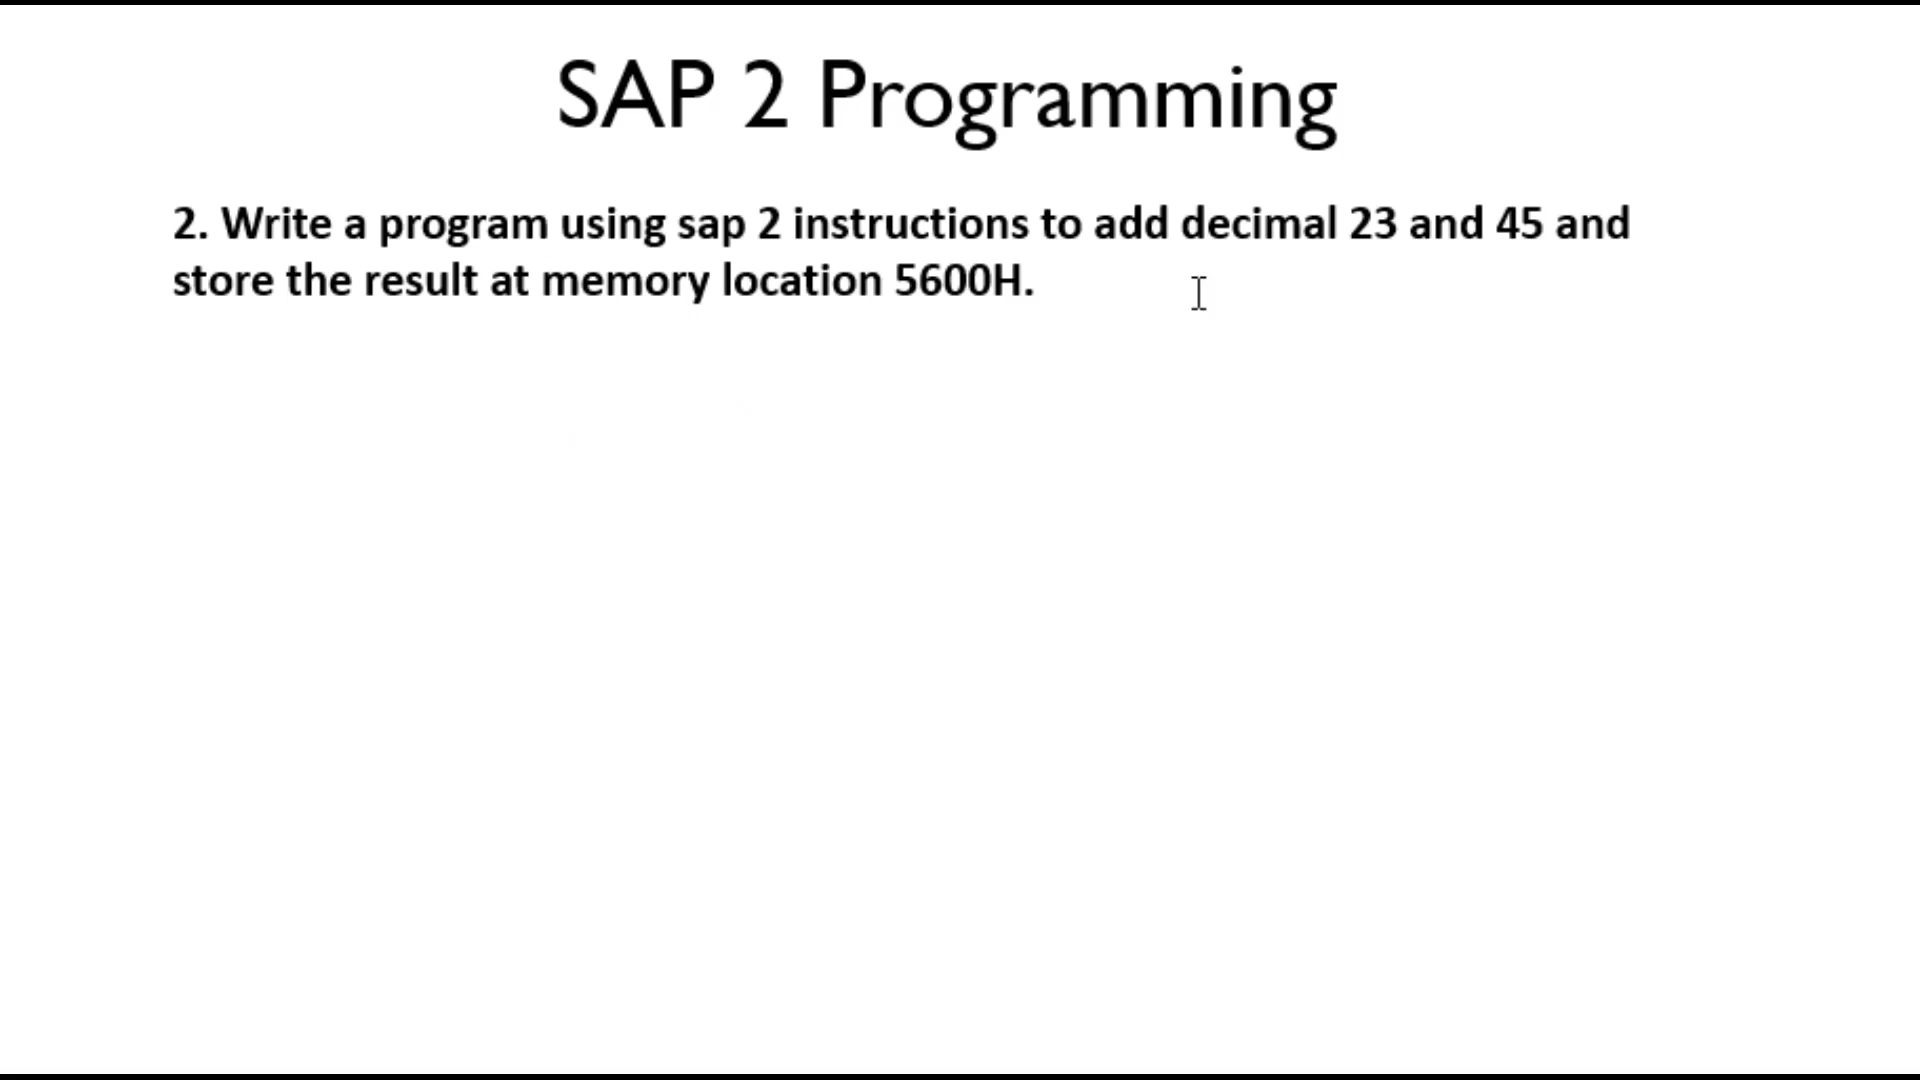 SAP 2 Programming
2. Write a program using sap 2 instructions to add decimal 23 and 45 and
store the result at memory location 5600H.